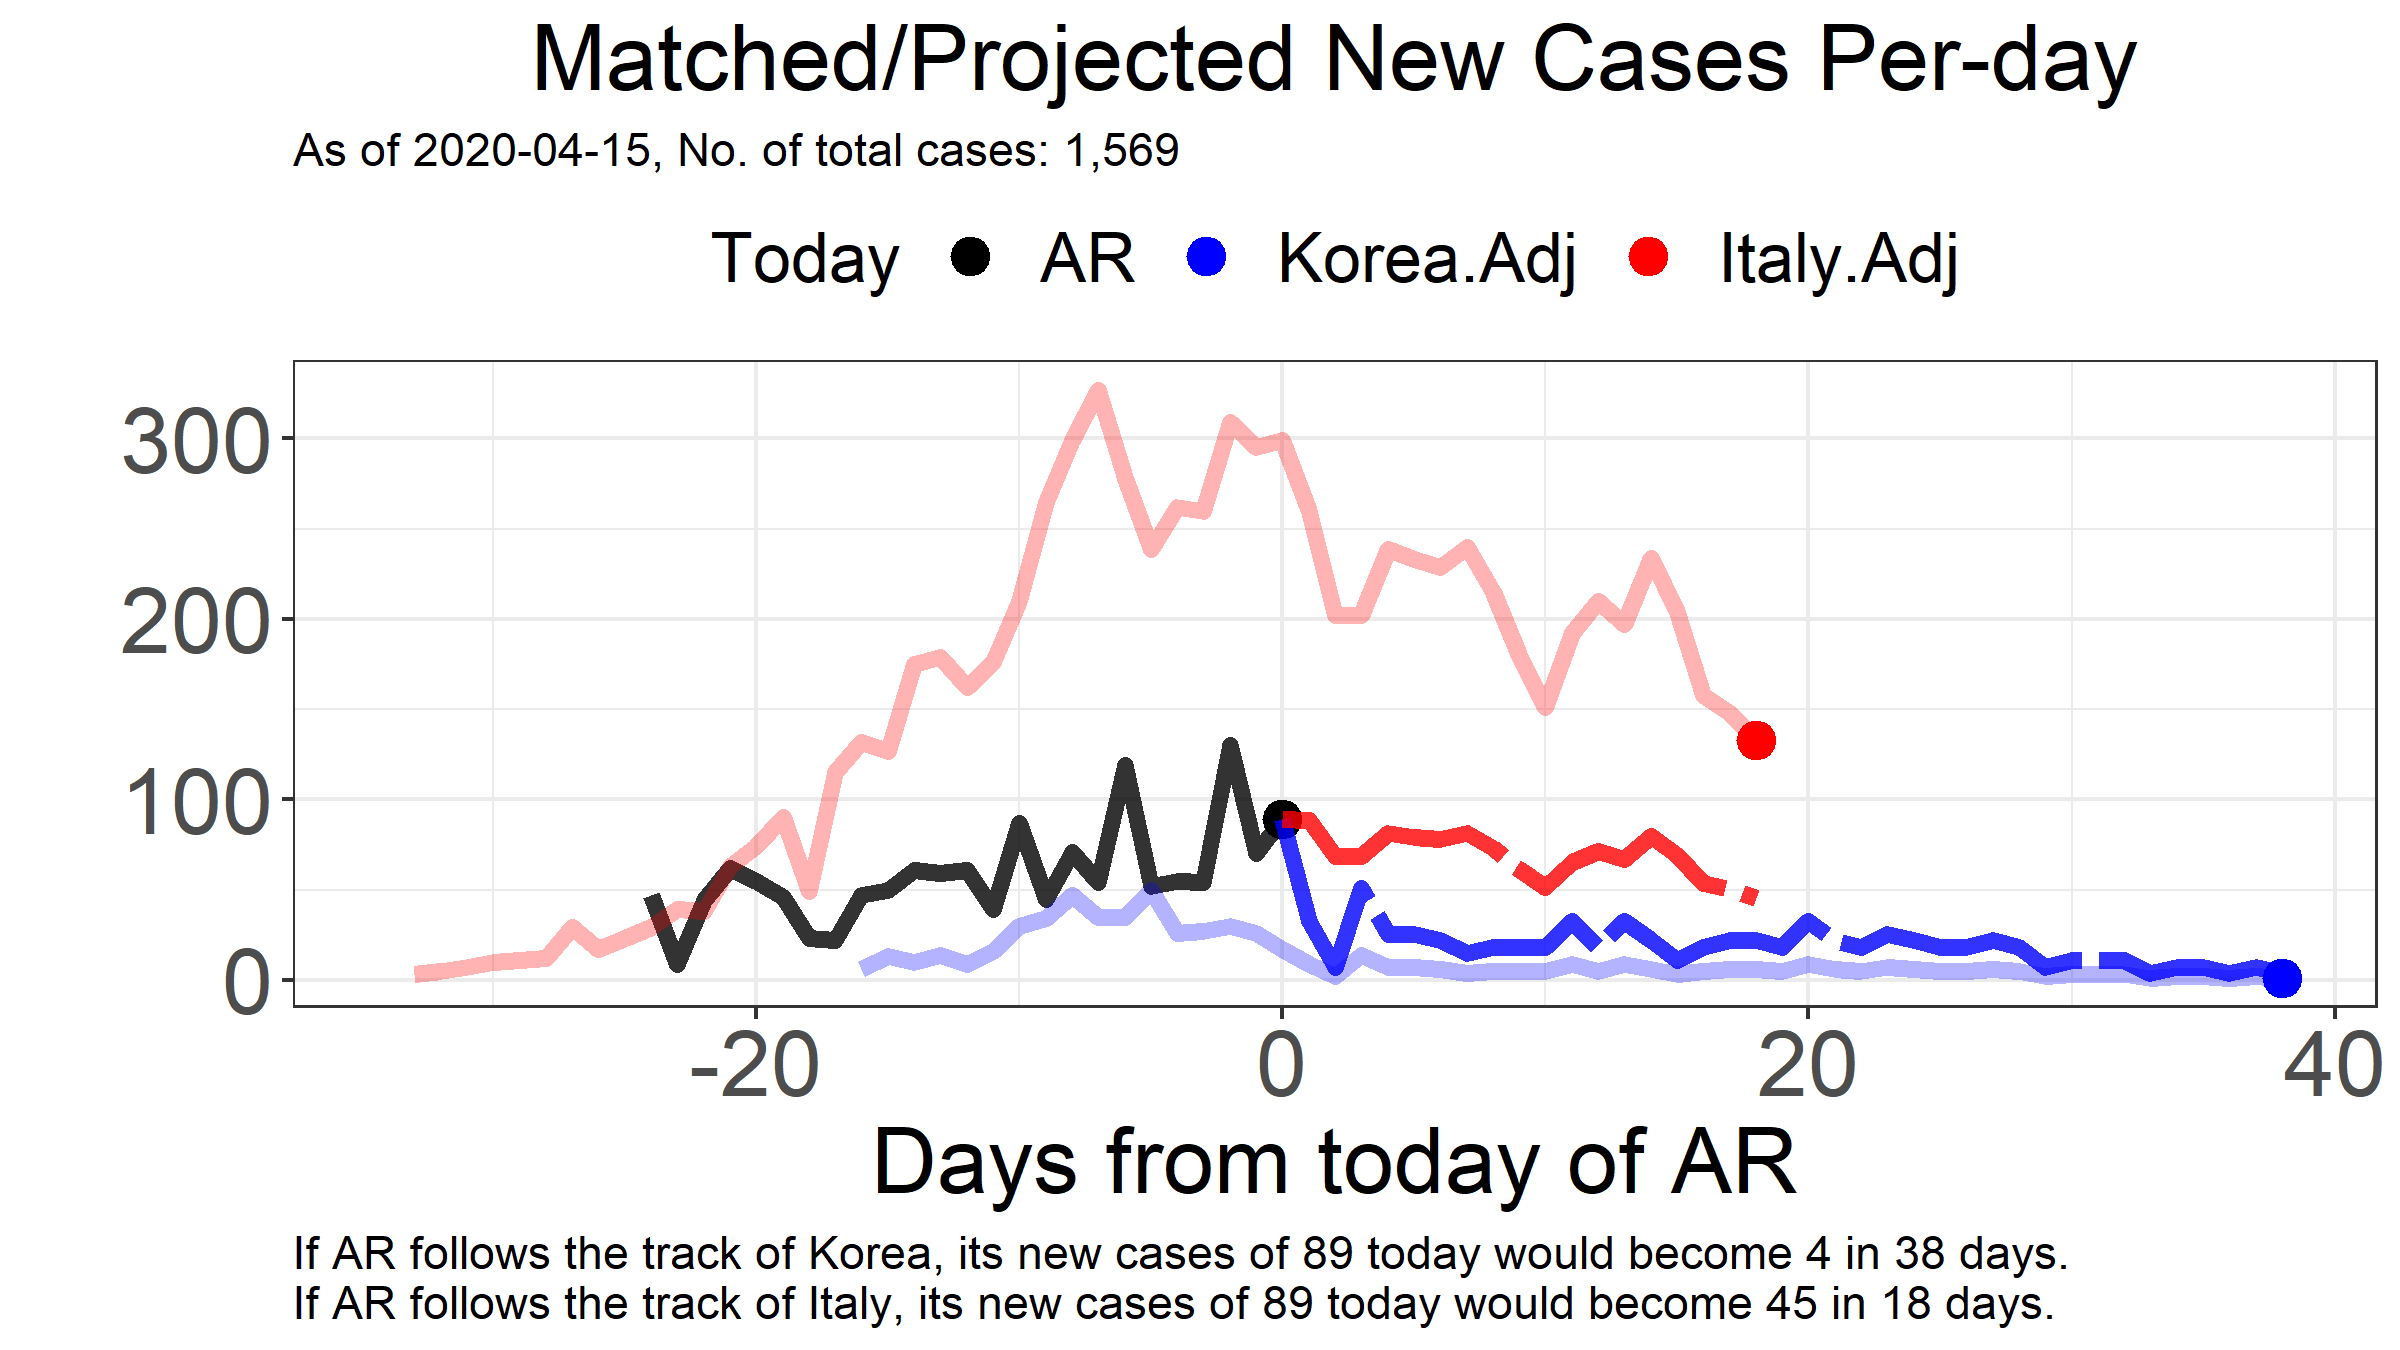 Matched/Projected New Cases Per-day
As of 2020-04-15, No. of total cases: 1,569
Today AR Korea.Adj Italy.Adj
300
200
100
0
-20 0 20 40
Days from today of AR
If AR follows the track of Korea, its new cases of 89 today would become 4 in 38 days.
If AR follows the track of Italy, its new cases of 89 today would become 45 in 18 days.